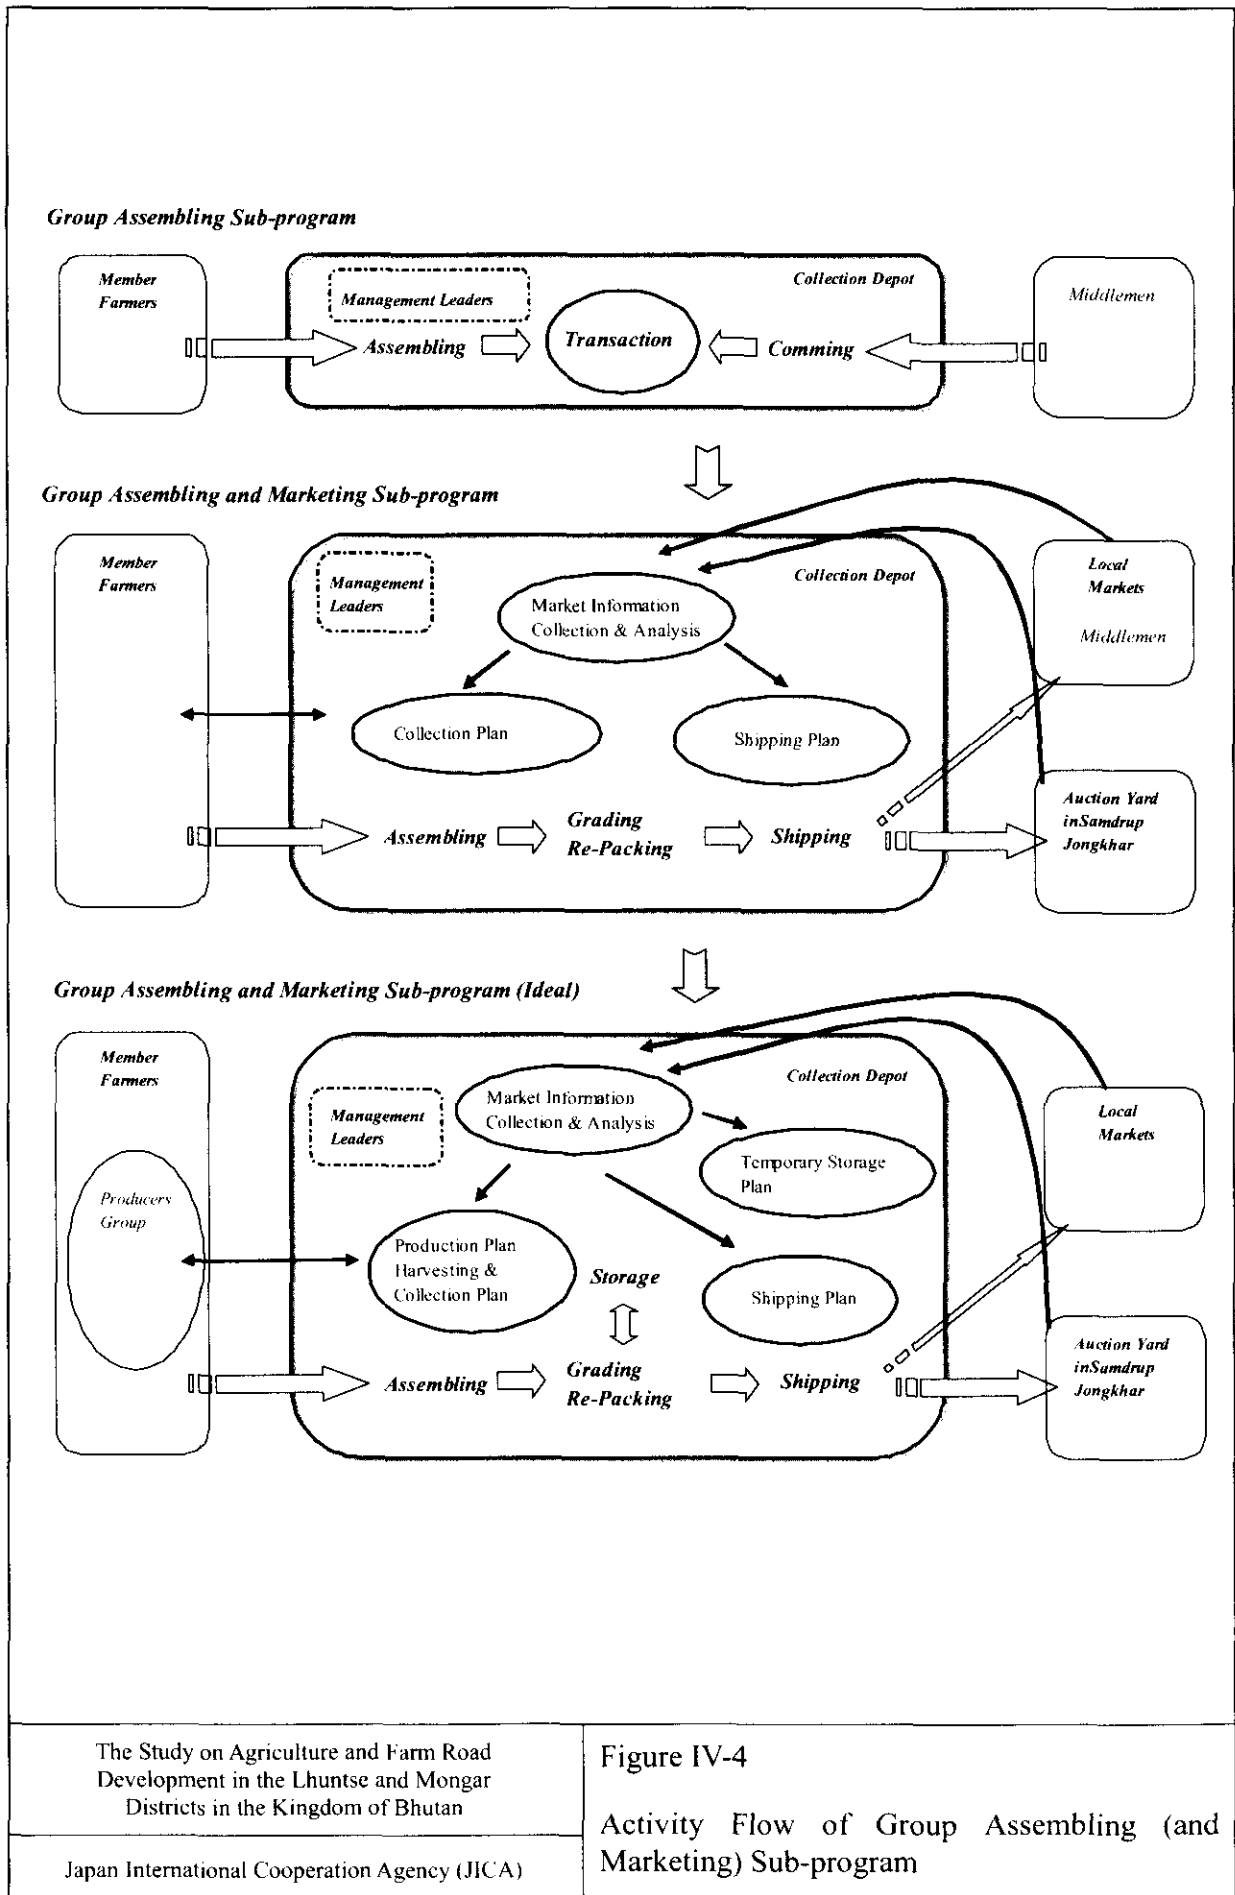 Group Assembling Sub-program
Member
Farmers
Management Leaders
Collection Depot
Middlemen
Assembling
Transaction
Comming
Group Assembling and Marketing Sub-program
Member
Farmers
Management
Leaders
Collection Depot
Market Information
Collection & Analysis
Local
Markets
Middlemen
Collection Plan
Shipping Plan
Assembling
Grading
Re-Packing
Shipping
Auction Yard
inSamdrup
Jongkhar
Group Assembling and Marketing Sub-program (Ideal)
Member
Farmers
Management
Leaders
Collection Depot
Market Information
Collection & Analysis
Local
Markets
Temporary Storage
Plan
Producers
Group
Production Plan
Harvesting &
Collection Plan
Storage
Shipping Plan
Assembling
Grading
Re-Packing
Shipping
Auction Yard
inSamdrup
Jongkhar
The Study on Agriculture and Farm Road
Development in the Lhuntse and Mongar
Districts in the Kingdom of Bhutan
Japan International Cooperation Agency (JICA)
Figure IV-4
Activity Flow of Group Assembling (and
Marketing) Sub-program